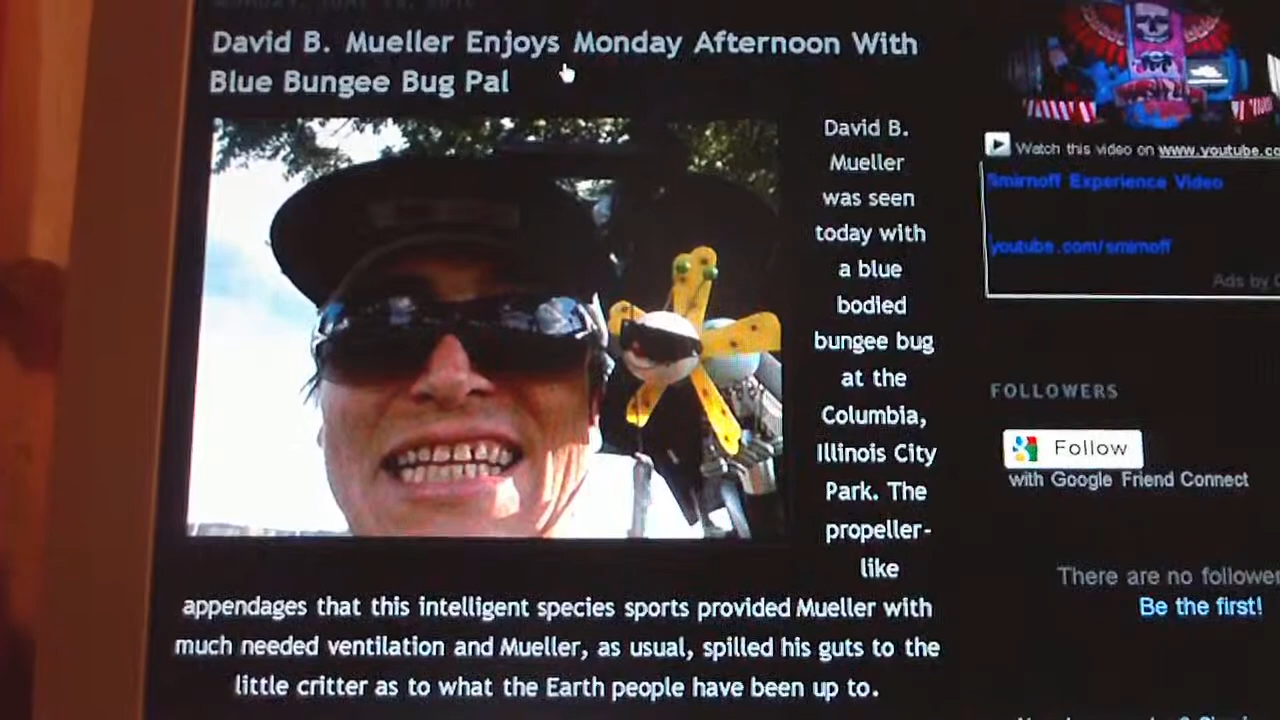 David B. Mueller Enjoys Monday Afternoon With
Blue Bungee Bug Pal
David B.
Mueller
was seen
today with
a blue
bodied
bungee bug
at the
Columbia,
Illinois City
Park. The
propeller-
like
appendages that this intelligent species sports provided Mueller with
much needed ventilation and Mueller, as usual, spilled his guts to the
little critter as to what the Earth people have been up to.
Watch this video on www.youtube.co
Smirnoff Experience Video
youtube.com/smirnoff
Ads by
FOLLOWERS
Follow
with Google Friend Connect
There are no follower
Be the first!